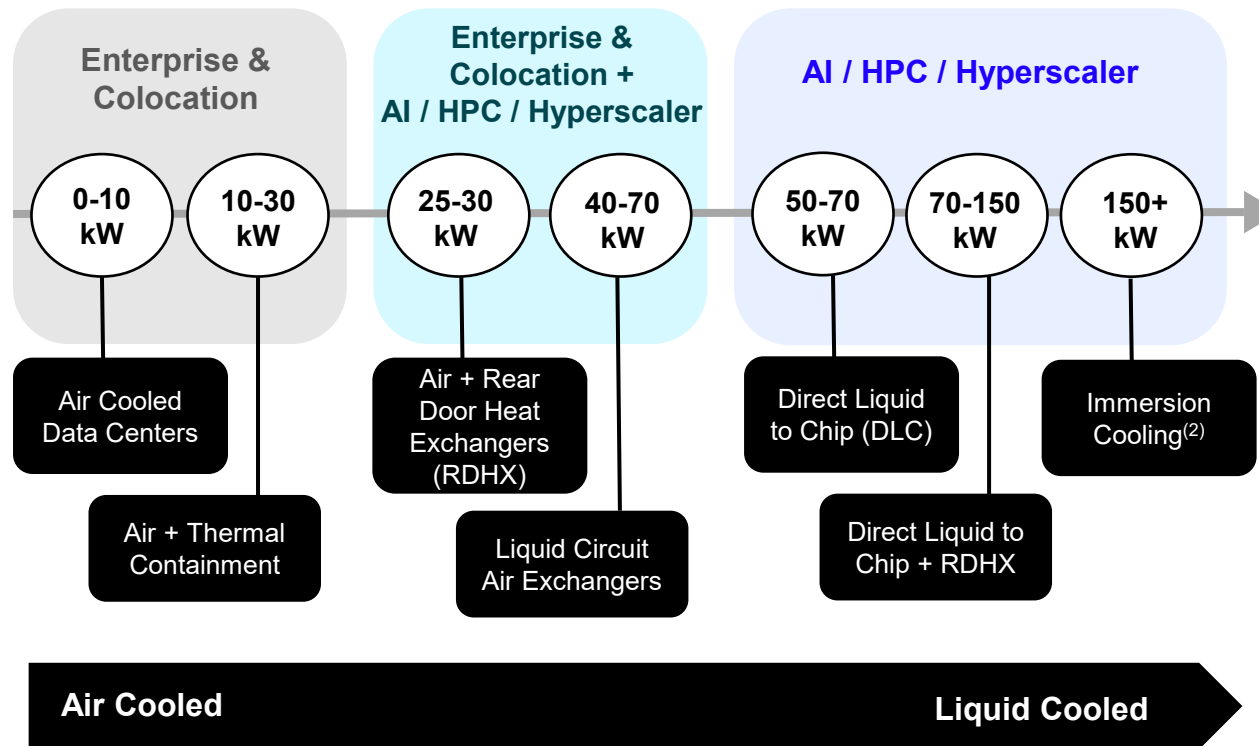 Enterprise &
Colocation
Enterprise &
Colocation +
AI / HPC / Hyperscaler
AI / HPC / Hyperscaler
0-10
kW
10-30
kW
25-30
kW
40-70
kW
50-70
kW
70-150
kW
150+
kW
Air Cooled
Data Centers
Air + Thermal
Containment
Air + Rear
Door Heat
Exchangers
(RDHX)
Liquid Circuit
Air Exchangers
Direct Liquid
to Chip (DLC)
Direct Liquid to
Chip + RDHX
Immersion
Cooling(2)
Air Cooled
Liquid Cooled